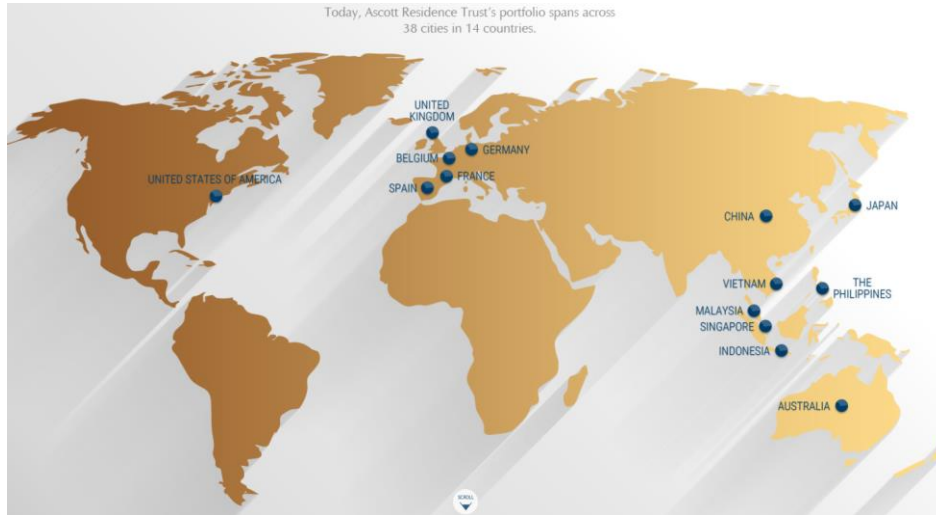 Today, Ascott Residence Trust's portfolio spans across
38 cities in 14 countries.
UNITED
KINGDOM
BELGIUM
GERMANY
UNITED STATES OF AMERICA
FRANCE
SPAIN
CHINA
JAPAN
VIETNAM
THE
PHILIPPINES
MALAYSIA
SINGAPORE
INDONESIA
AUSTRALIA
SCROLL